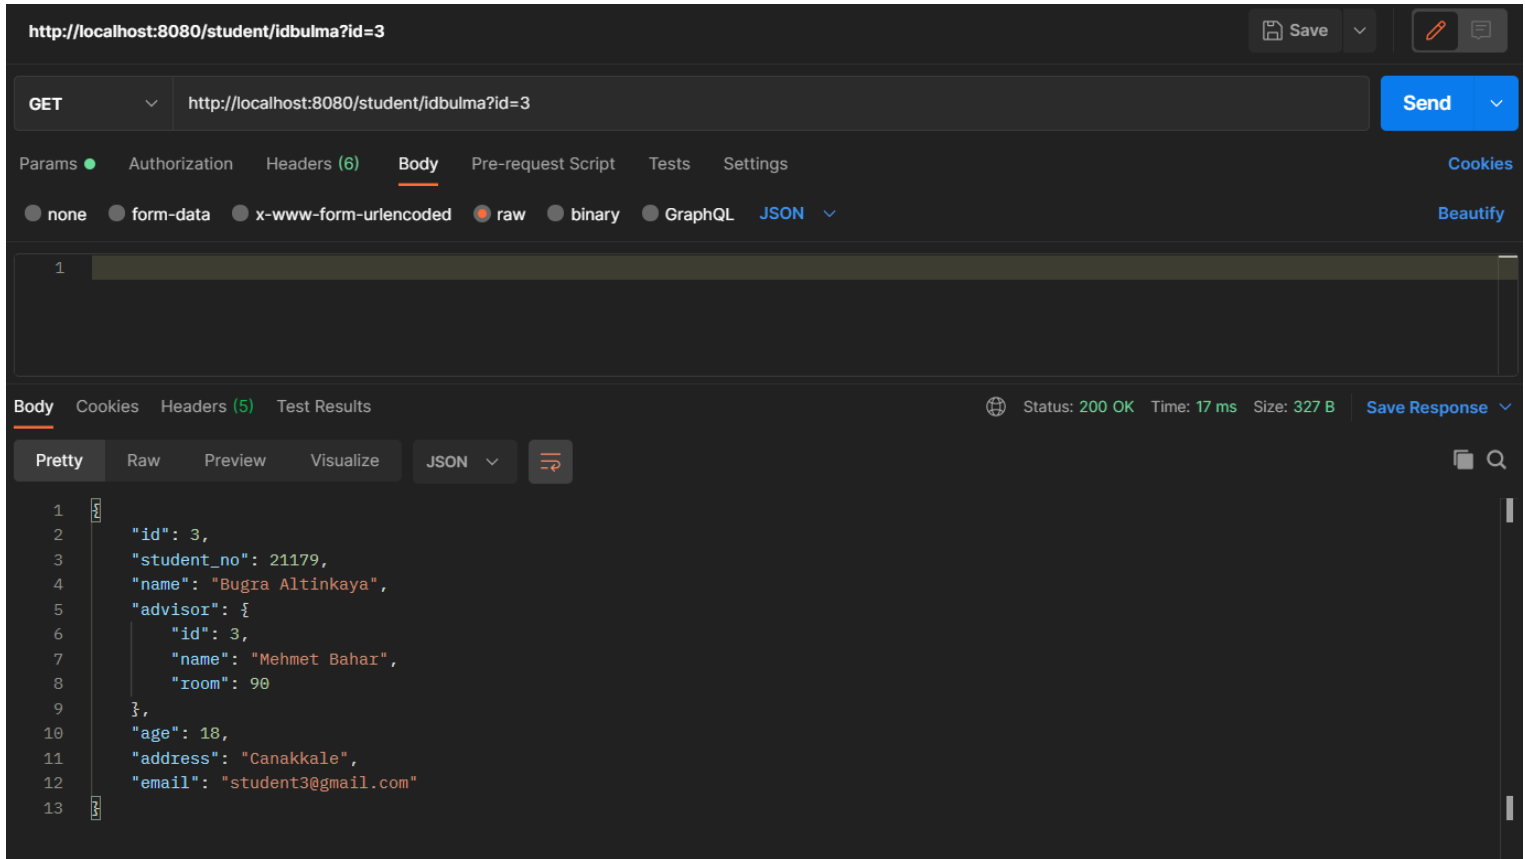 http://localhost:8080/student/idbulma?id=3 Save
GET http://localhost:8080/student/idbulma?id=3 Send
Params Authorization Headers (6) Body Pre-request Script Tests Settings Cookies
none form-data x-www-form-urlencoded raw binary GraphQL JSON Beautify
1
Body Cookies Headers (5) Test Results Status: 200 OK Time: 17 ms Size: 327 B Save Response
Pretty Raw Preview Visualize JSON
1 {
2 "id": 3,
3 "student_no": 21179,
4 "name": "Bugra Altinkaya",
5 "advisor": {
6 "id": 3,
7 "name": "Mehmet Bahar",
8 "room": 90
9 },
10 "age": 18,
11 "address": "Canakkale",
12 "email": "student3@gmail.com"
13 }